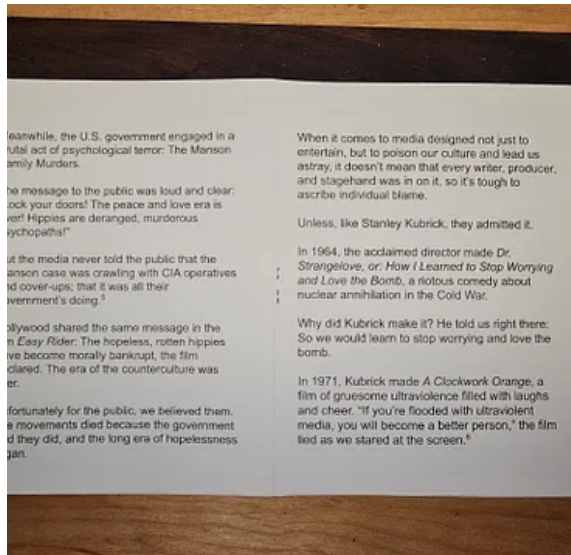 eanwhile, the U.S. government engaged in a
utal act of psychological terror: The Manson
amily Murders.
he message to the public was loud and clear:
ock your doors! The peace and love era is
ver! Hippies are deranged, murderous
sychopaths!"
ut the media never told the public that the
anson case was crawling with CIA operatives
nd cover-ups; that it was all their
overnment's doing.⁵
ollywood shared the same message in the
m Easy Rider: The hopeless, rotten hippies
ve become morally bankrupt, the film
clared. The era of the counterculture was
er.
fortunately for the public, we believed them.
e movements died because the government
d they did, and the long era of hopelessness
gan.
When it comes to media designed not just to
entertain, but to poison our culture and lead us
astray, it doesn't mean that every writer, producer,
and stagehand was in on it, so it's tough to
ascribe individual blame.
Unless, like Stanley Kubrick, they admitted it.
In 1964, the acclaimed director made Dr.
Strangelove, or: How I Learned to Stop Worrying
and Love the Bomb, a riotous comedy about
nuclear annihilation in the Cold War.
Why did Kubrick make it? He told us right there:
So we would learn to stop worrying and love the
bomb.
In 1971, Kubrick made A Clockwork Orange, a
film of gruesome ultraviolence filled with laughs
and cheer. "If you're flooded with ultraviolent
media, you will become a better person," the film
lied as we stared at the screen.⁶